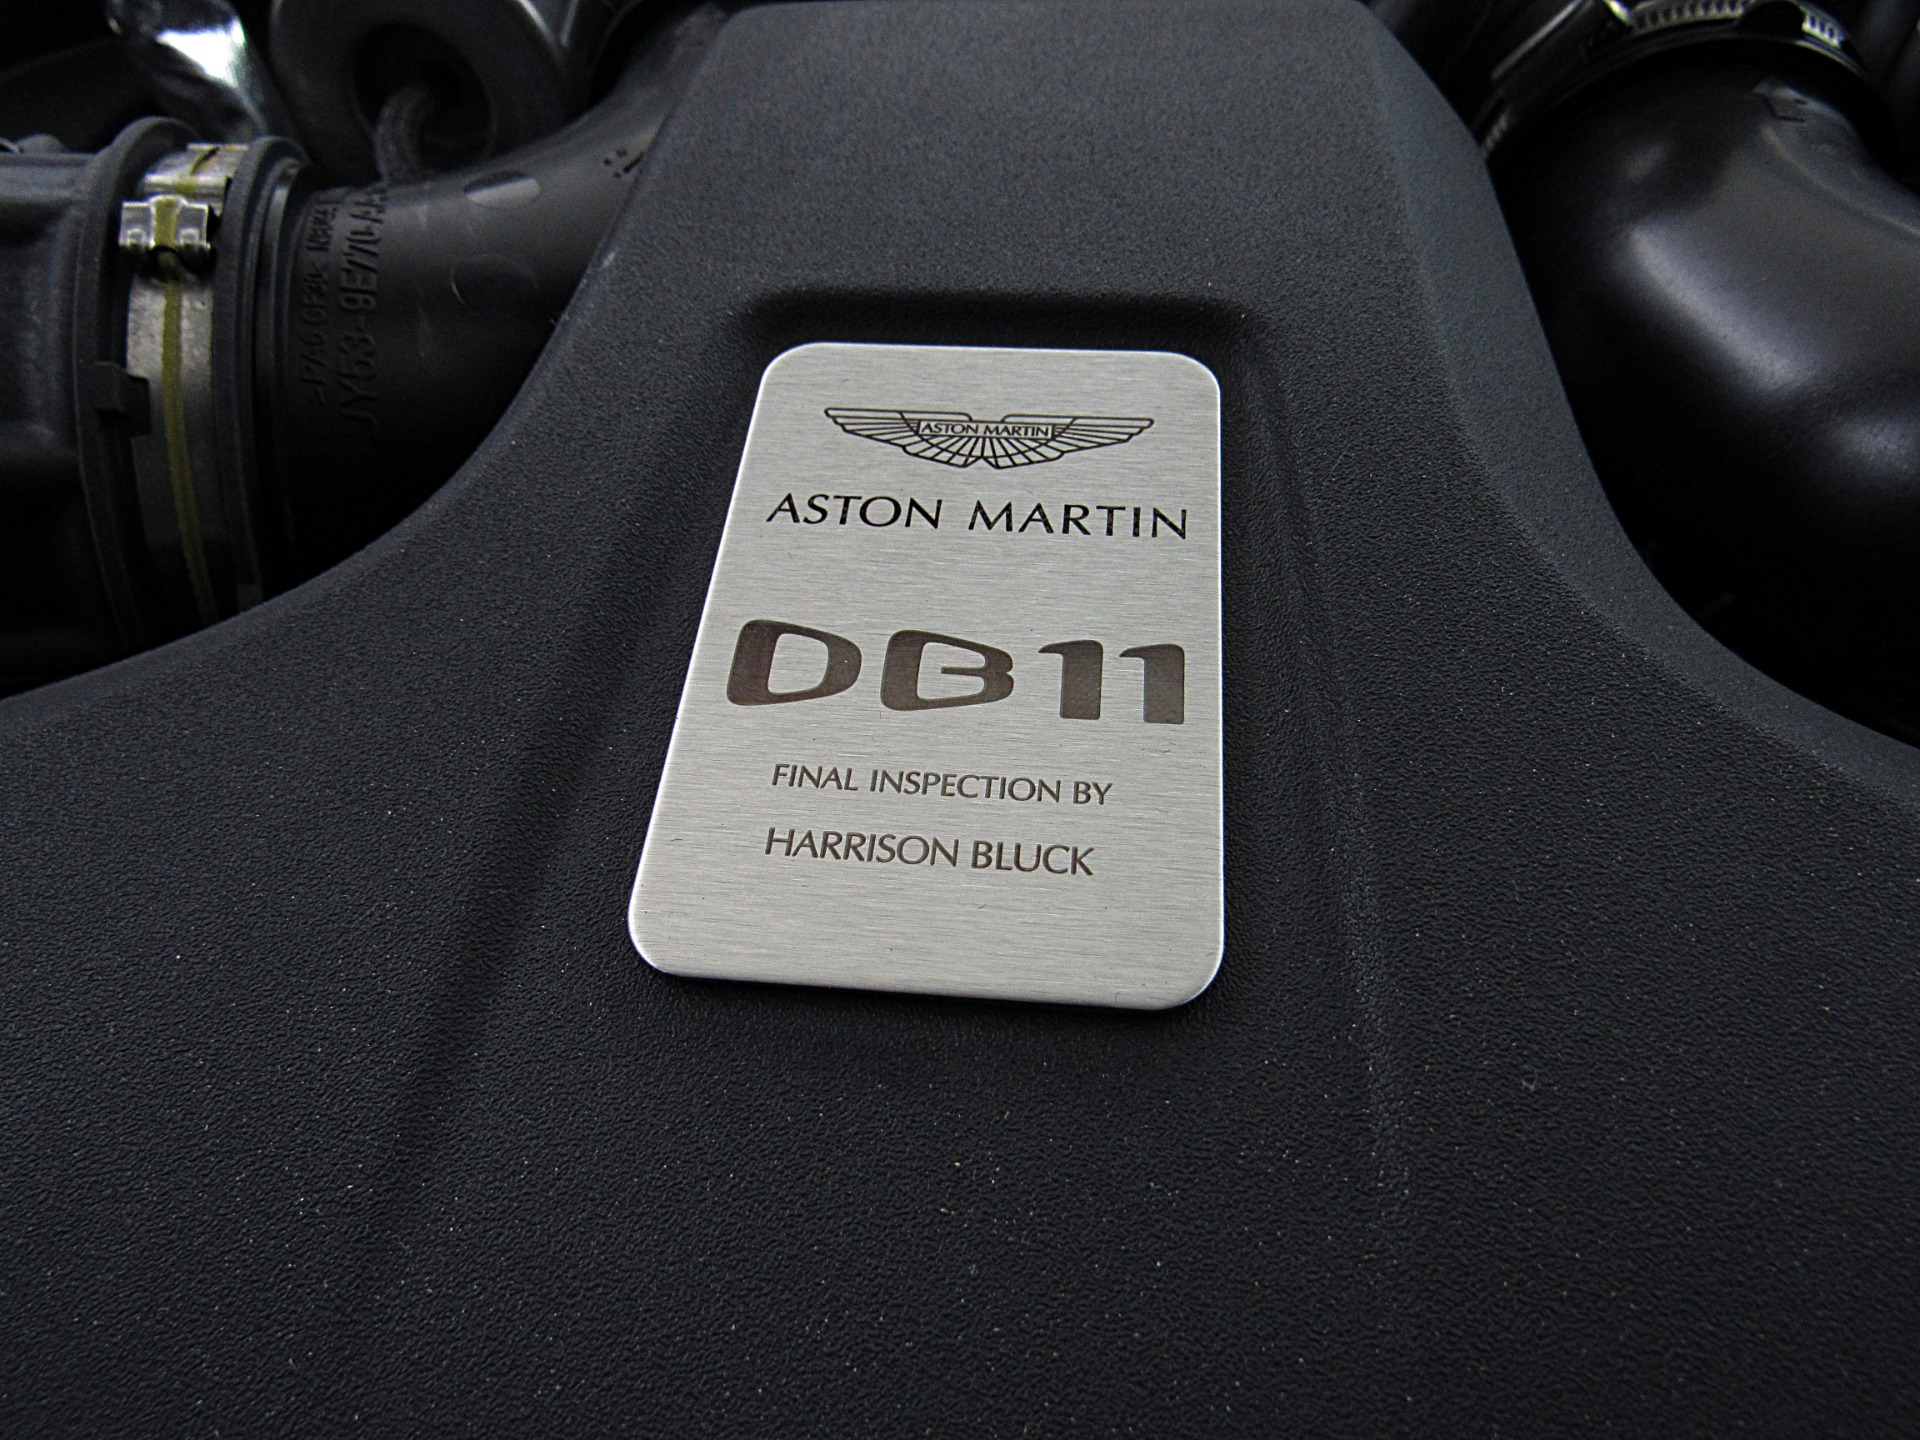 ASTON MARTIN
ASTON MARTIN
DB11
FINAL INSPECTION BY
HARRISON BLUCK